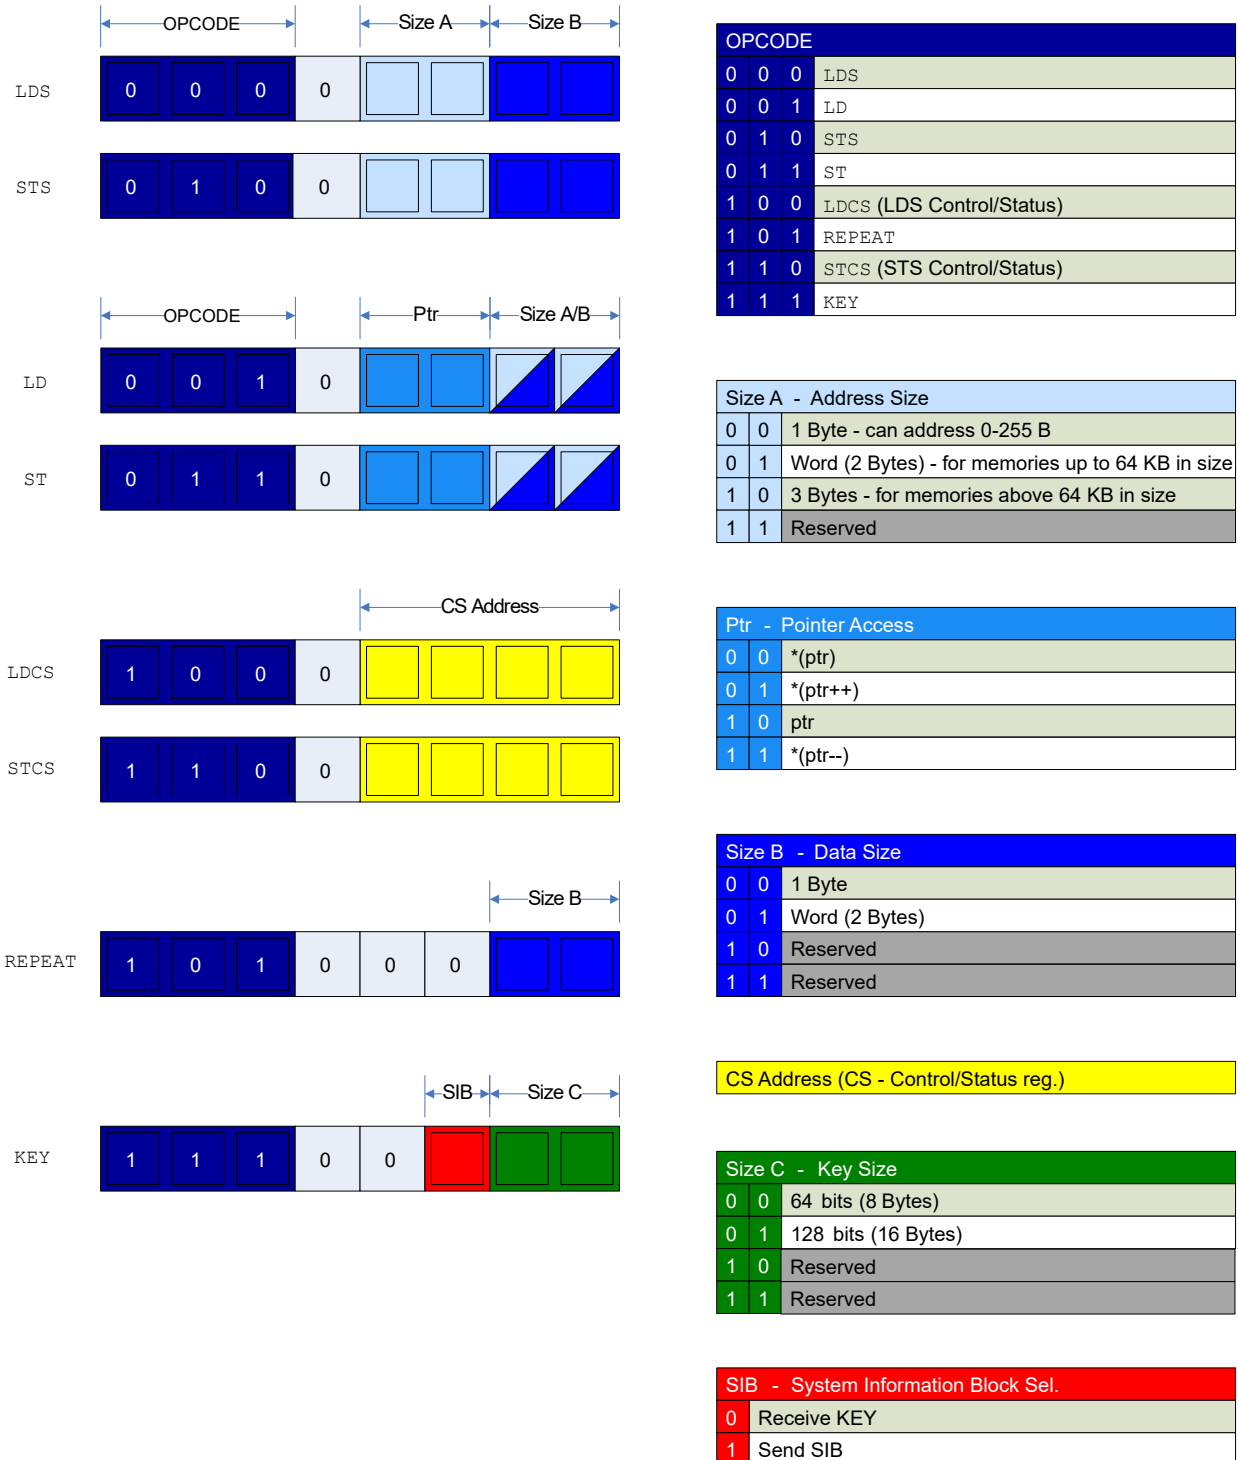 OPCODE Size A Size B
LDS 0 0 0 0
STS 0 1 0 0
OPCODE Ptr Size A/B
LD 0 0 1 0
ST 0 1 1 0
CS Address
LDCS 1 0 0 0
STCS 1 1 0 0
Size B
REPEAT 1 0 1 0 0 0
SIB Size C
KEY 1 1 1 0 0
OPCODE
0 0 0 LDS
0 0 1 LD
0 1 0 STS
0 1 1 ST
1 0 0 LDCS (LDS Control/Status)
1 0 1 REPEAT
1 1 0 STCS (STS Control/Status)
1 1 1 KEY
Size A - Address Size
0 0 1 Byte - can address 0-255 B
0 1 Word (2 Bytes) - for memories up to 64 KB in size
1 0 3 Bytes - for memories above 64 KB in size
1 1 Reserved
Ptr - Pointer Access
0 0 *(ptr)
0 1 *(ptr++)
1 0 ptr
1 1 *(ptr--)
Size B - Data Size
0 0 1 Byte
0 1 Word (2 Bytes)
1 0 Reserved
1 1 Reserved
CS Address (CS - Control/Status reg.)
Size C - Key Size
0 0 64 bits (8 Bytes)
0 1 128 bits (16 Bytes)
1 0 Reserved
1 1 Reserved
SIB - System Information Block Sel.
0 Receive KEY
1 Send SIB